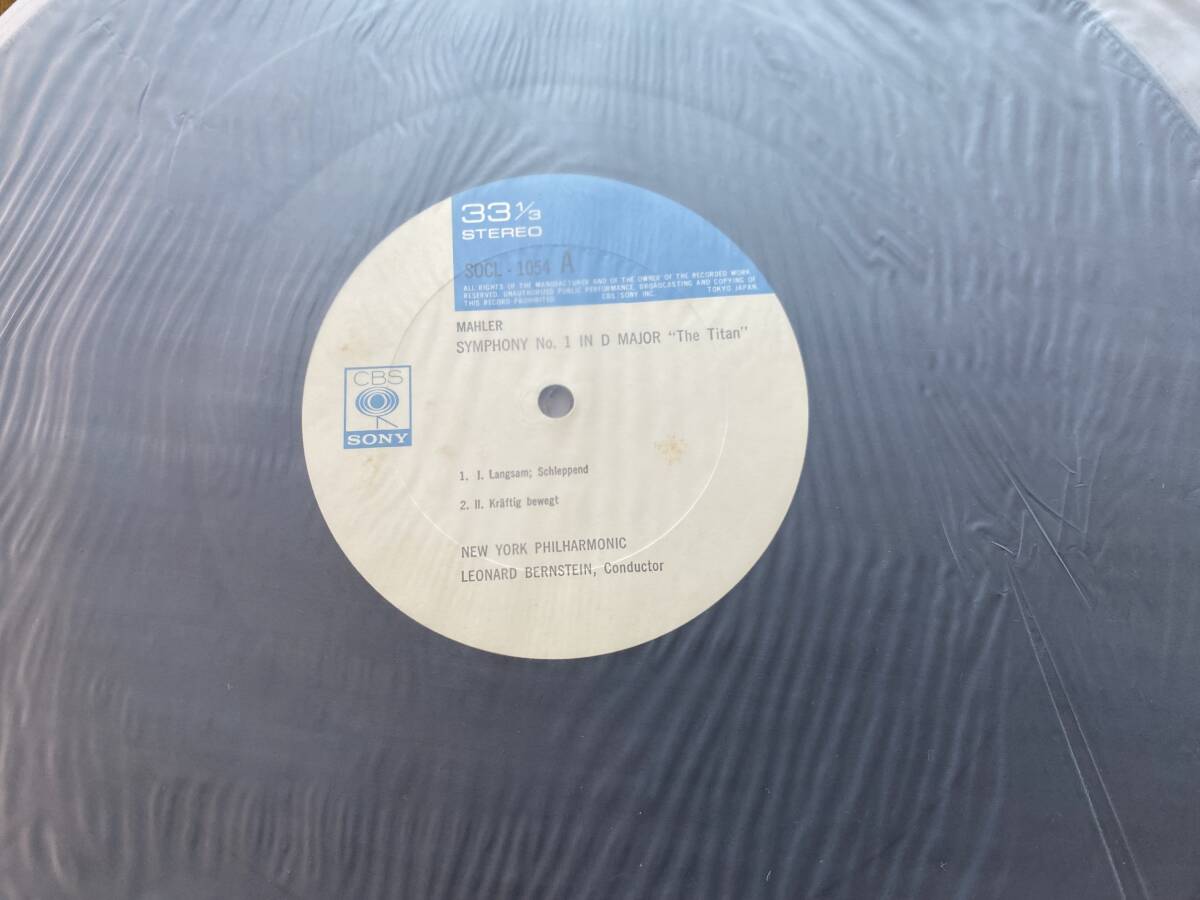 33 1/3
STEREO
SOCL - 1054 A
ALL RIGHTS OF THE MANUFACTURER AND OF THE OWNER OF THE RECORDED WORK
RESERVED. UNAUTHORIZED PUBLIC PERFORMANCE, BROADCASTING AND COPYING OF
THIS RECORD PROHIBITED CBS SONY INC. TOKYO JAPAN
MAHLER
SYMPHONY No. 1 IN D MAJOR "The Titan"
CBS
SONY
1. I. Langsam; Schleppend
2. II. Kräftig bewegt
NEW YORK PHILHARMONIC
LEONARD BERNSTEIN, Conductor